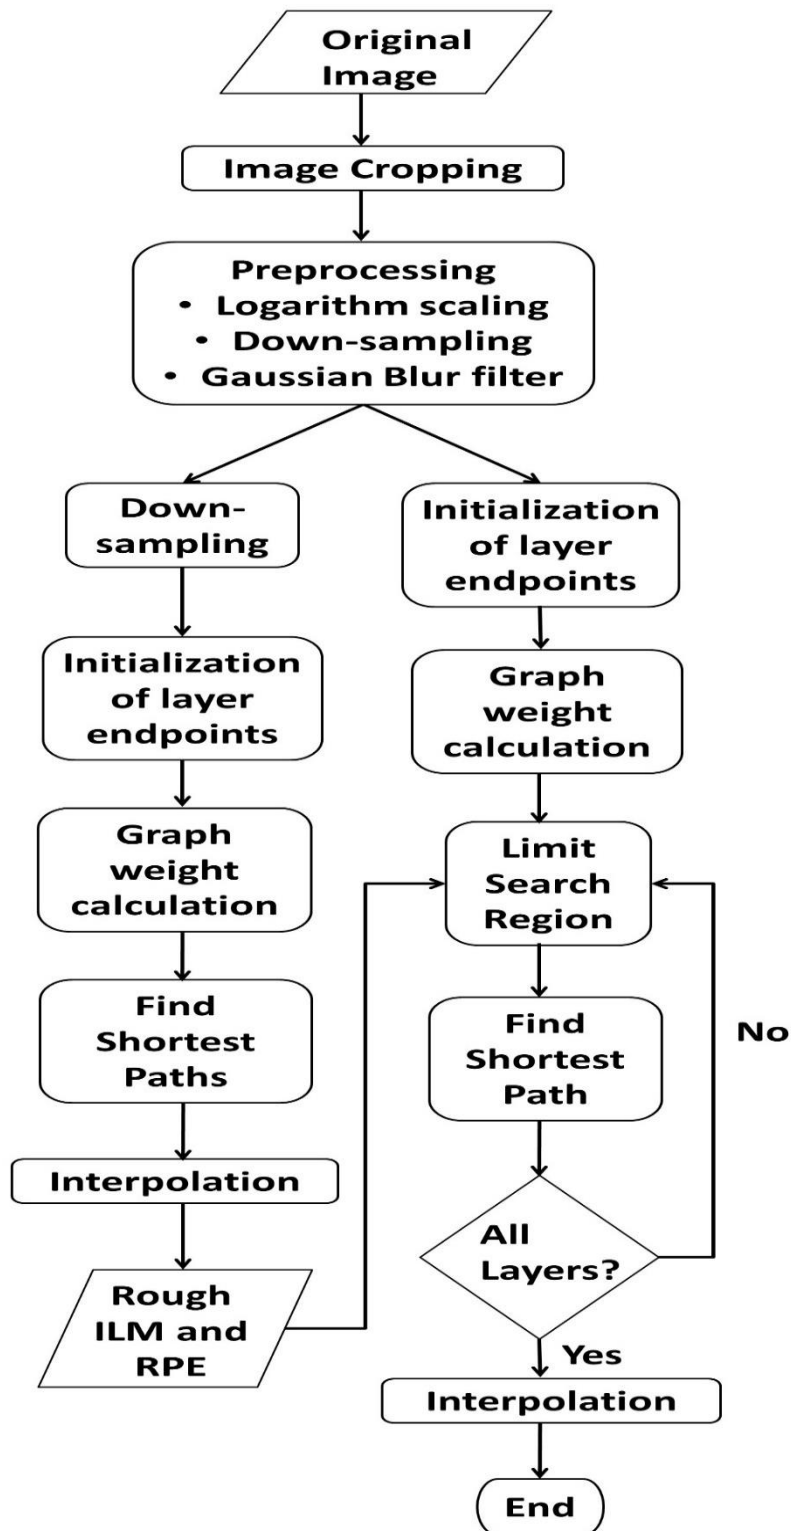 Original
Image
Image Cropping
Preprocessing
• Logarithm scaling
• Down-sampling
• Gaussian Blur filter
Down-
sampling
Initialization
of layer
endpoints
Graph
weight
calculation
Find
Shortest
Paths
Interpolation
Rough
ILM and
RPE
Initialization
of layer
endpoints
Graph
weight
calculation
Limit
Search
Region
Find
Shortest
Path
No
All
Layers?
Yes
Interpolation
End